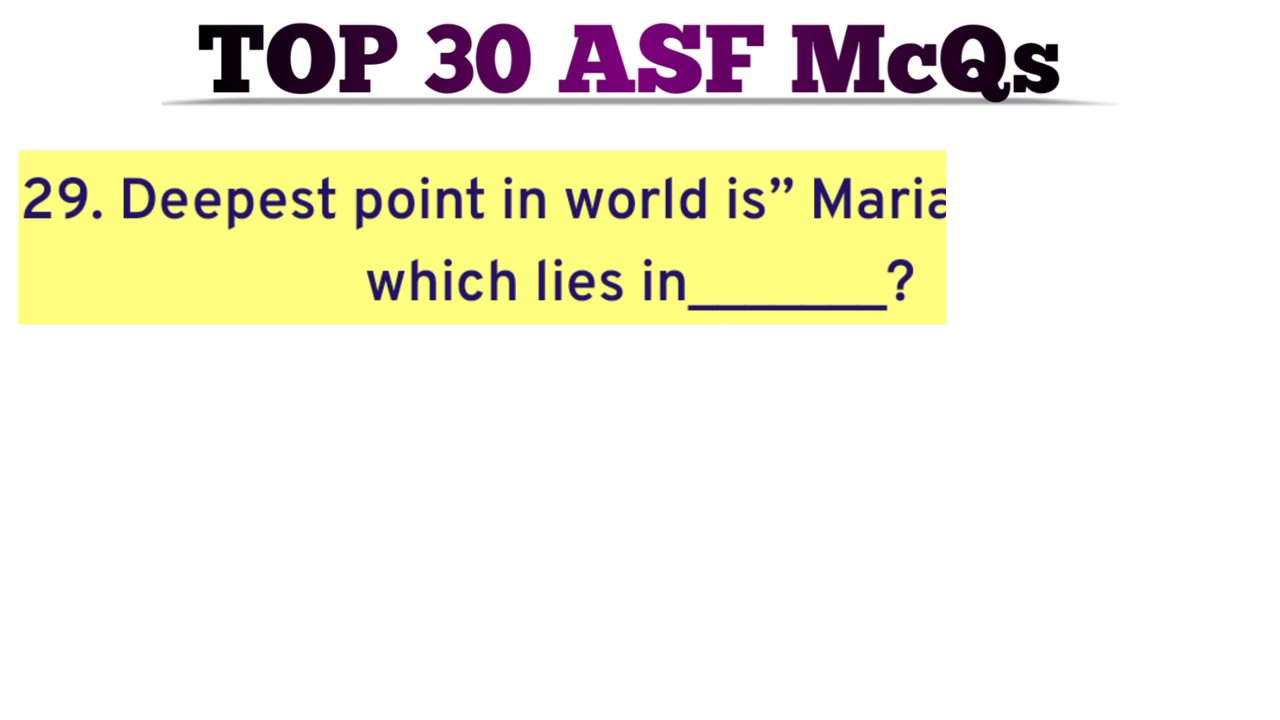 TOP 30 ASF McQs
29. Deepest point in world is” Maria
which lies in_______?